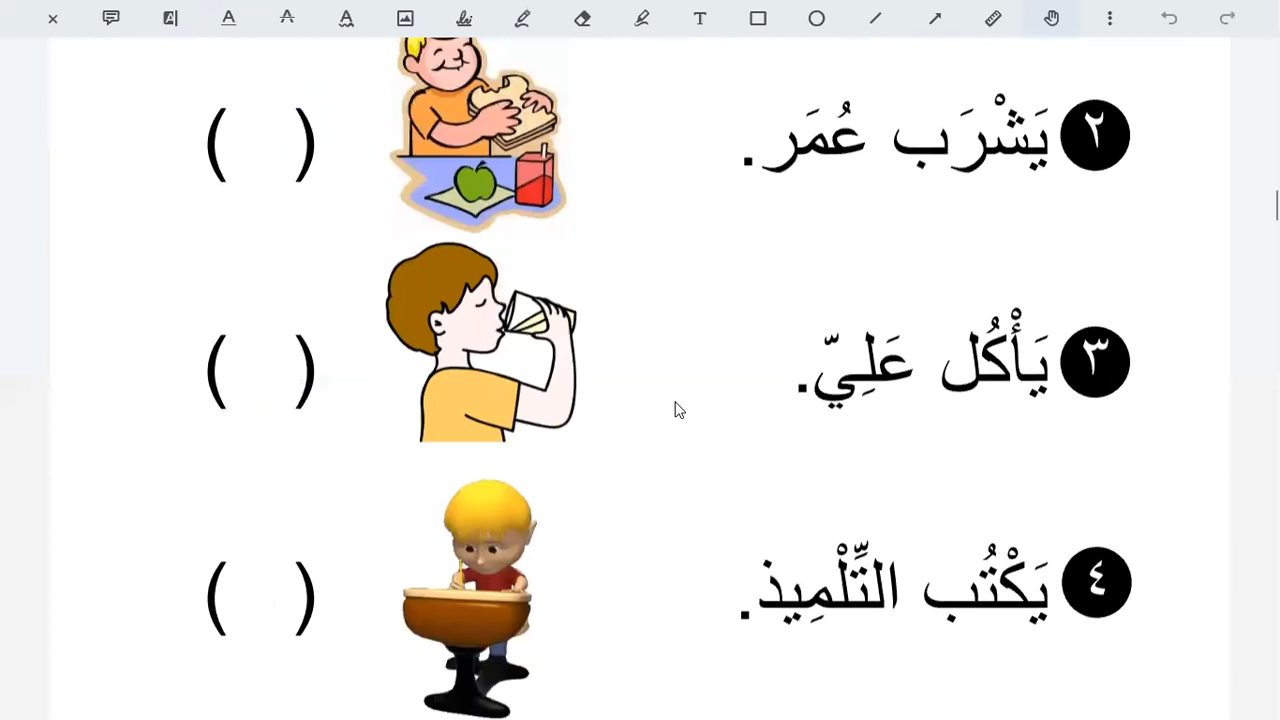 ٢ يَشْرَب عُمَر. ( )
٣ يَأْكُل عَلِيّ. ( )
٤ يَكْتُب التِّلْمِيذ. ( )